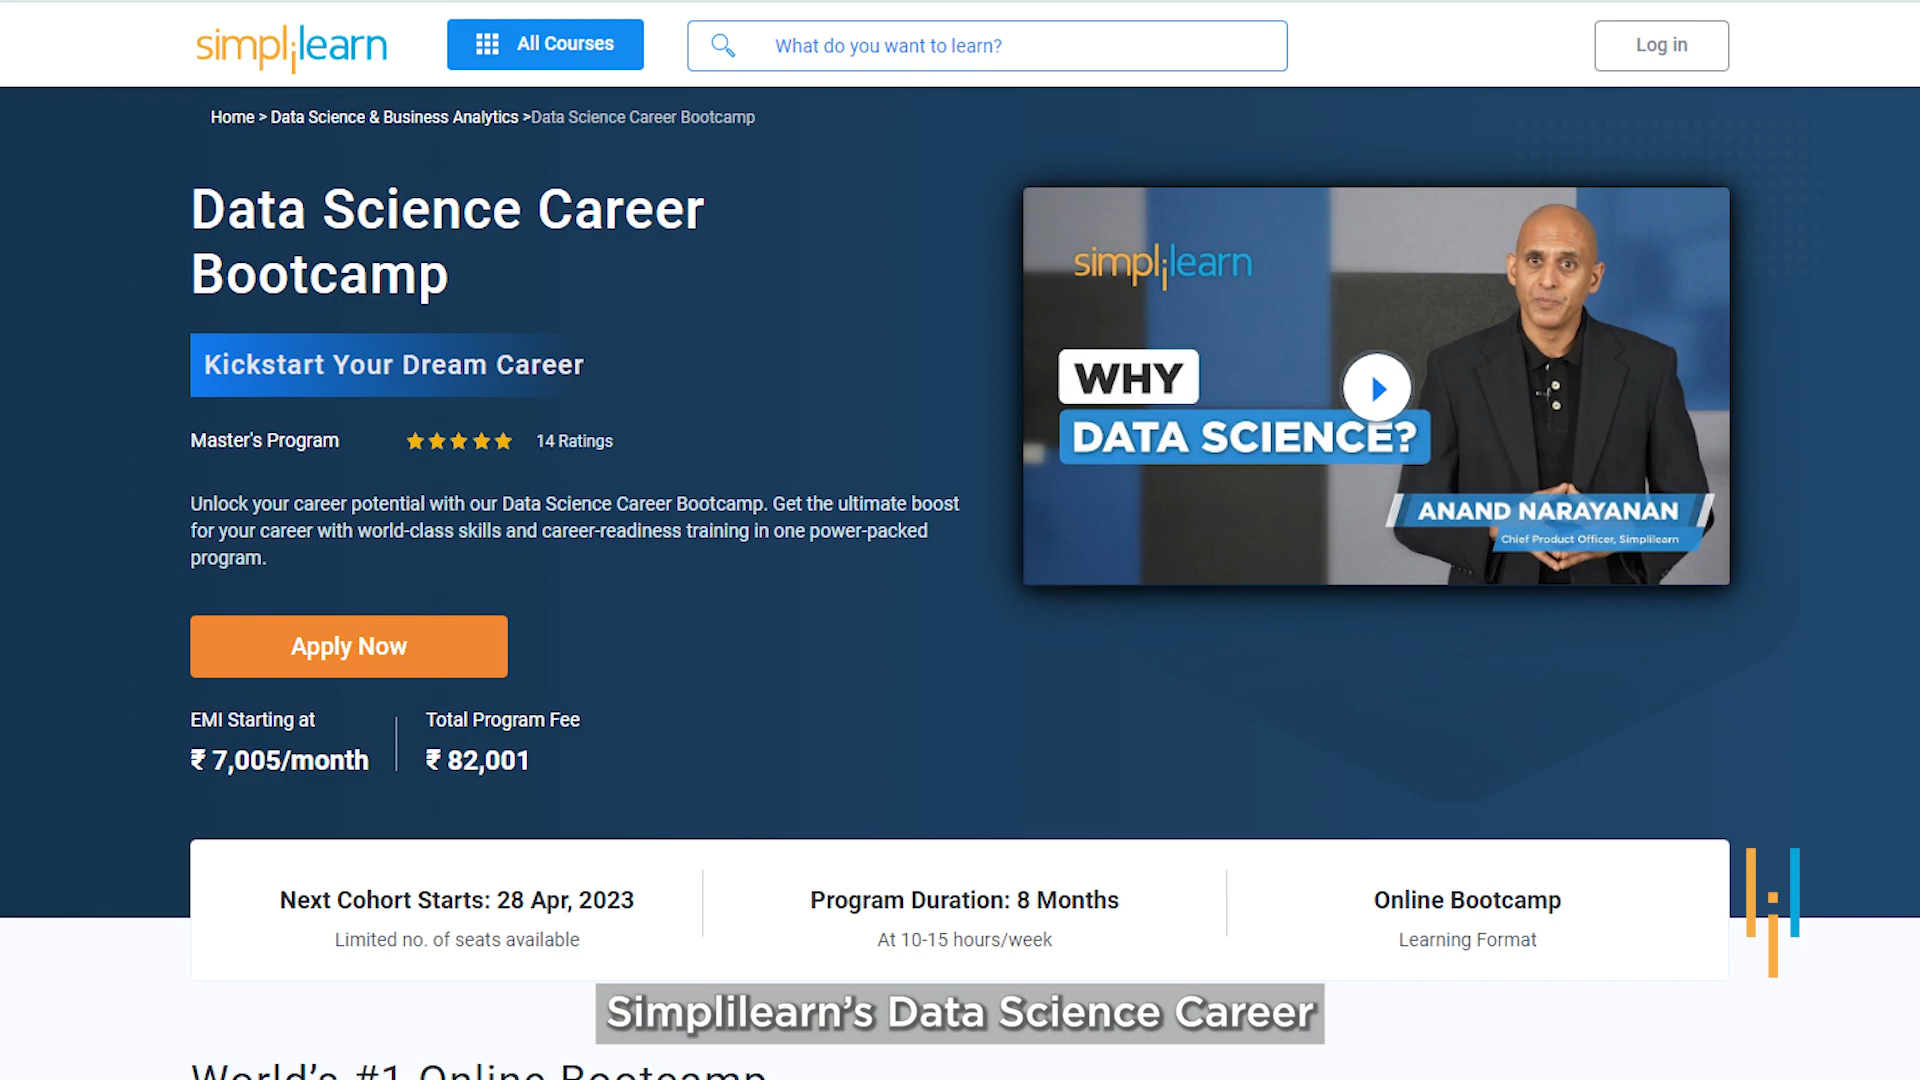 simplilearn
All Courses
What do you want to learn?
Log in
Home > Data Science & Business Analytics >Data Science Career Bootcamp
Data Science Career
Bootcamp
Kickstart Your Dream Career
Master's Program
14 Ratings
Unlock your career potential with our Data Science Career Bootcamp. Get the ultimate boost
for your career with world-class skills and career-readiness training in one power-packed
program.
Apply Now
EMI Starting at
₹ 7,005/month
Total Program Fee
₹ 82,001
simplilearn
WHY
DATA SCIENCE?
ANAND NARAYANAN
Chief Product Officer, Simplilearn
Next Cohort Starts: 28 Apr, 2023
Limited no. of seats available
Program Duration: 8 Months
At 10-15 hours/week
Online Bootcamp
Learning Format
Simplilearn's Data Science Career
World's #1 Online Bootcamp